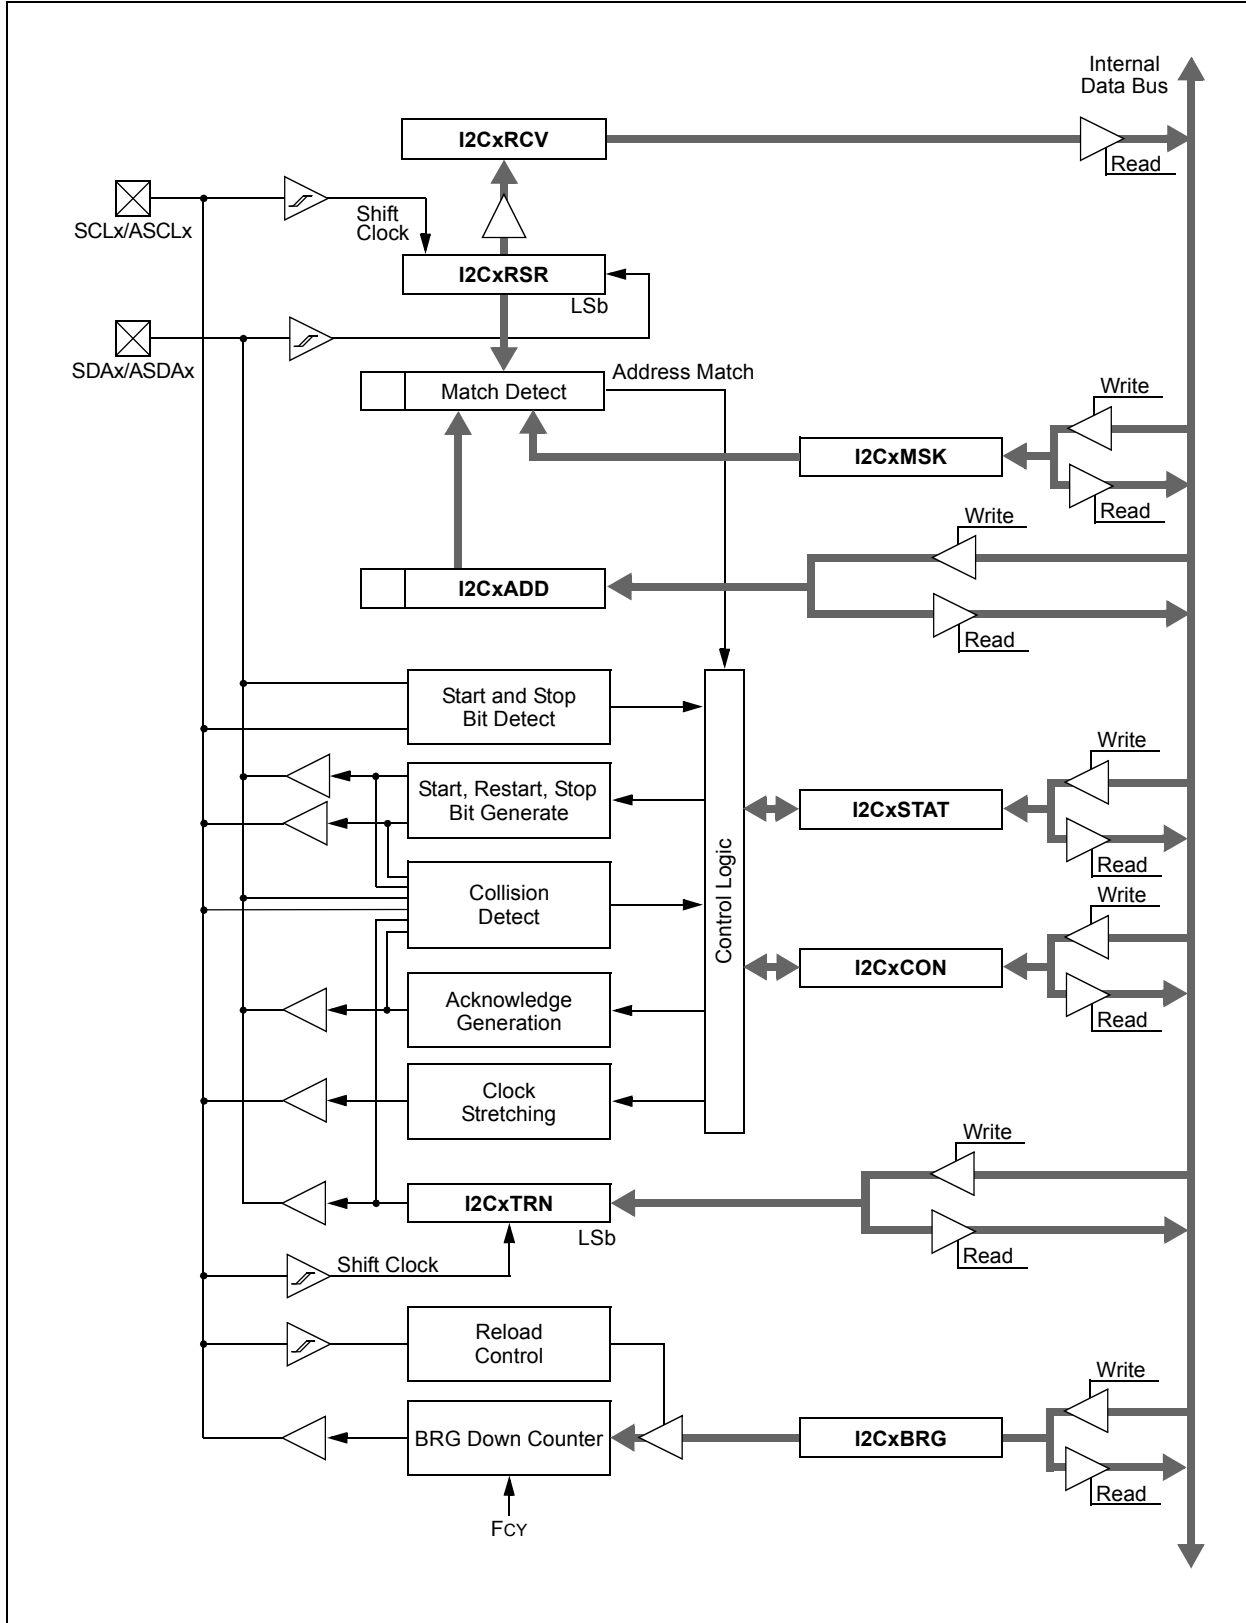 Internal
Data Bus
I2CxRCV
Read
SCLx/ASCLx
Shift
Clock
I2CxRSR
LSb
SDAx/ASDAx
Address Match
Match Detect
Write
I2CxMSK
Read
Write
I2CxADD
Read
Start and Stop
Bit Detect
Write
Start, Restart, Stop
Bit Generate
I2CxSTAT
Read
Control Logic
Collision
Detect
Write
I2CxCON
Read
Acknowledge
Generation
Clock
Stretching
Write
I2CxTRN
LSb
Read
Shift Clock
Reload
Control
Write
BRG Down Counter
I2CxBRG
Read
FCY